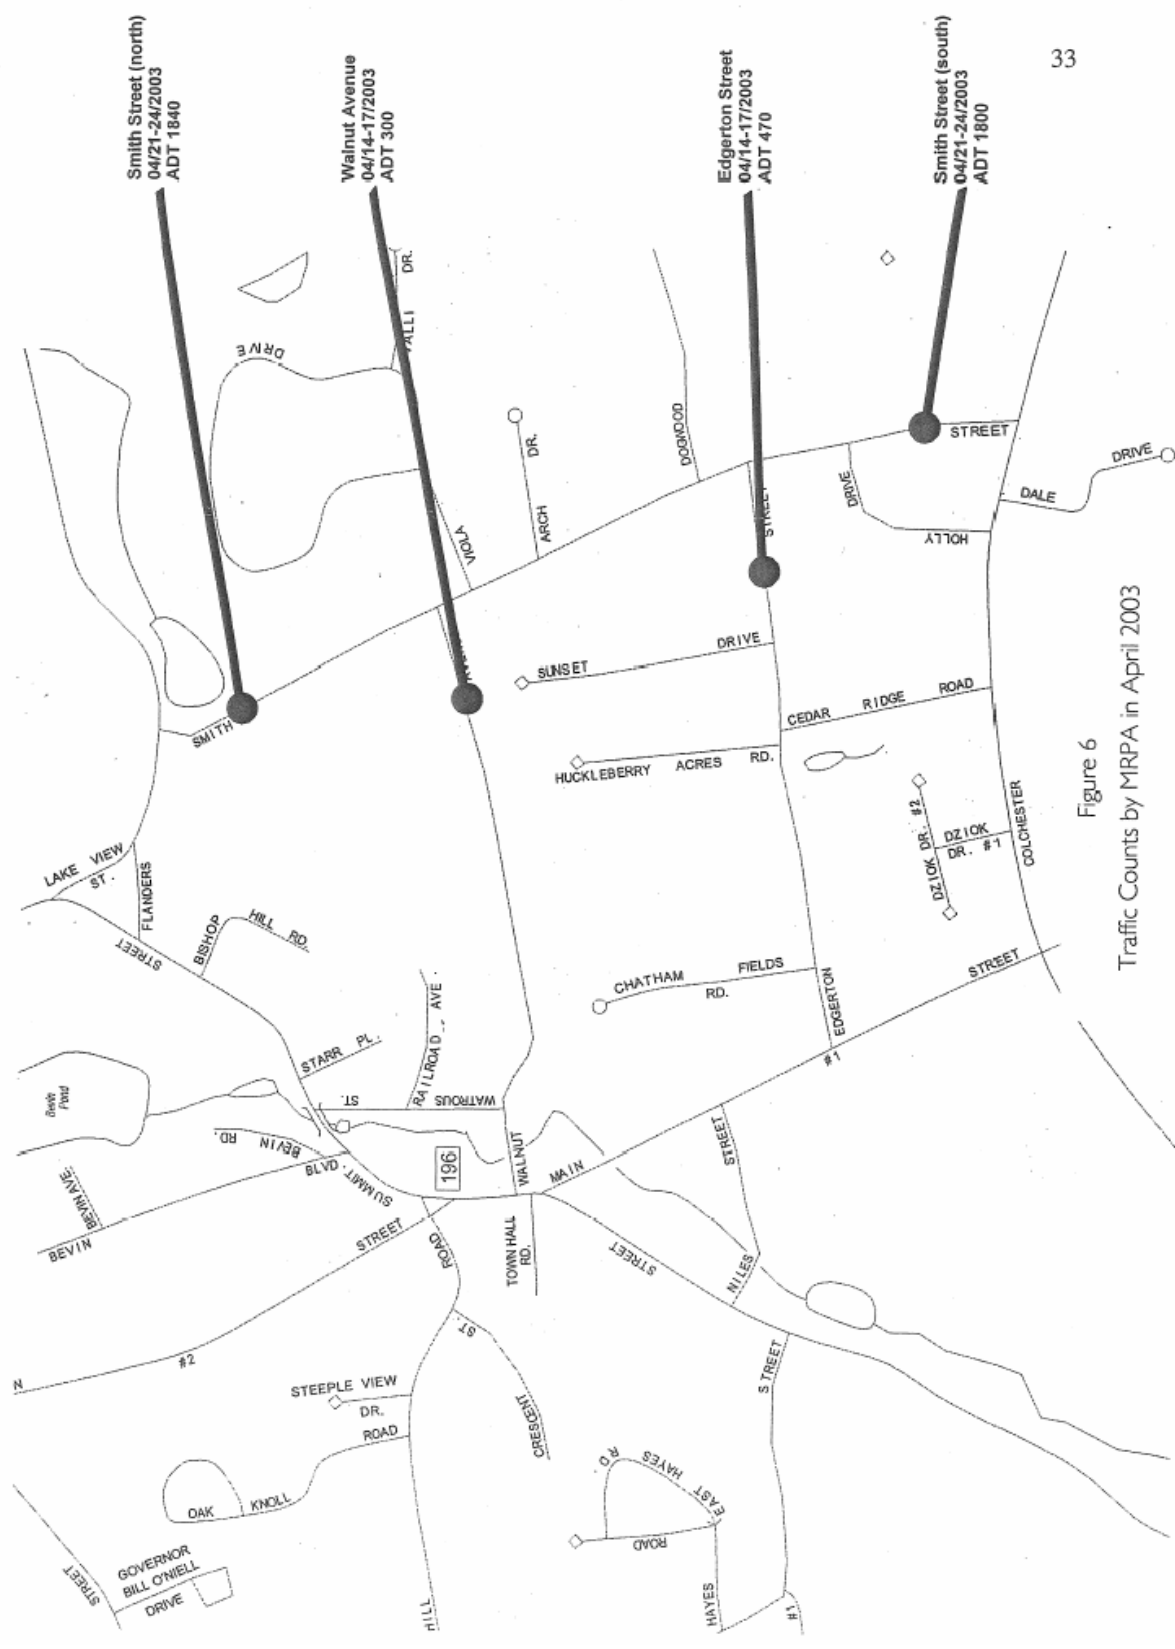 Smith Street (north)
04/21-24/2003
ADT 1840
Walnut Avenue
04/14-17/2003
ADT 300
Edgerton Street
04/14-17/2003
ADT 470
Smith Street (south)
04/21-24/2003
ADT 1800
33
DRIVE
DR.
DR.
ARCH
VIOLA
DOGWOOD
STREET
STREET
DRIVE
HOLLY
DALE
DRIVE
SMITH
SUNSET
DRIVE
CEDAR RIDGE ROAD
HUCKLEBERRY ACRES RD.
LAKE VIEW
ST.
FLANDERS
STREET
BISHOP
HILL RD.
DZIOK DR. #2
DZIOK
DR. #1
COLCHESTER
CHATHAM FIELDS
RD.
EDGERTON
STREET
#1
STARR PL.
RAILROAD AVE.
WATROUS
ST.
Bevin
Pond
BEVIN
RD.
BLVD.
BEVIN AVE.
BEVIN
SUMMIT
196
WALNUT
MAIN
STREET
STREET
ROAD
TOWN HALL
RD.
STREET
NILES
#2
N
ST.
CRESCENT
STEEPLE VIEW
DR.
ROAD
KNOLL
OAK
STREET
GOVERNOR
BILL O'NIELL
DRIVE
HILL
STREET
EAST HAYES RD
ROAD
HAYES
#1
Figure 6
Traffic Counts by MRPA in April 2003